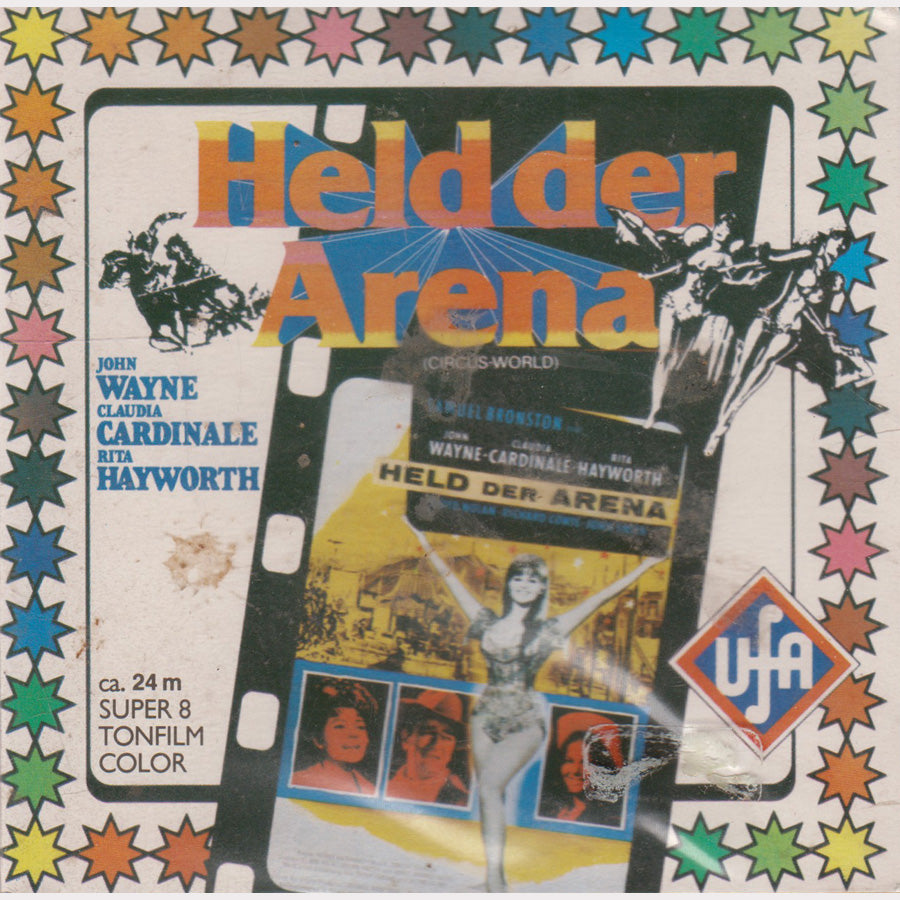 Held der
Arena
(CIRCUS-WORLD)
JOHN
WAYNE
CLAUDIA
CARDINALE
RITA
HAYWORTH
SAMUEL BRONSTON
JOHN CLAUDIA RITA
WAYNE-CARDINALE-HAYWORTH
HELD DER ARENA
ca. 24 m
SUPER 8
TONFILM
COLOR
UFA